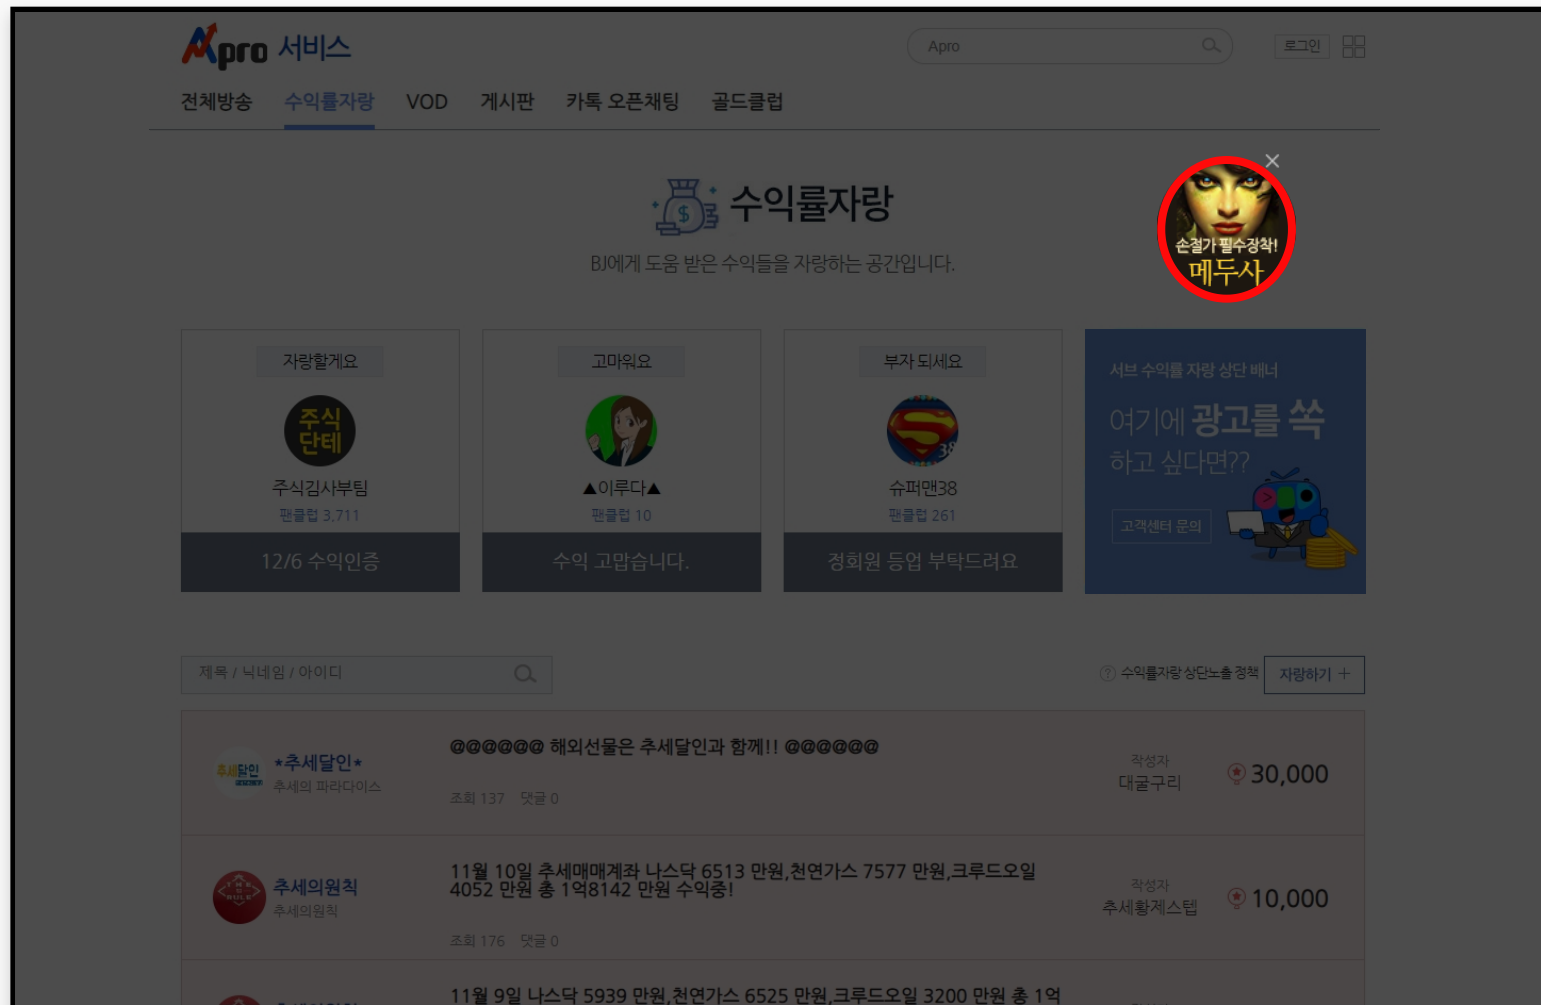 Apro 서비스
Apro
로그인
전체방송 수익률자랑 VOD 게시판 카톡 오픈채팅 골드클럽
수익률자랑
BJ에게 도움 받은 수익들을 자랑하는 공간입니다.
손절가 필수장착!
메두사
자랑할게요
주식
단테
주식김사부팀
팬클럽 3,711
12/6 수익인증
고마워요
▲이루다▲
팬클럽 10
수익 고맙습니다.
부자 되세요
38
슈퍼맨38
팬클럽 261
정회원 등업 부탁드려요
서브 수익률 자랑 상단 배너
여기에 광고를 쏙
하고 싶다면??
고객센터 문의
제목 / 닉네임 / 아이디
? 수익률자랑 상단노출 정책
자랑하기 +
추세달인
*추세달인*
추세의 파라다이스
@@@@@@ 해외선물은 추세달인과 함께!! @@@@@@
조회 137 댓글 0
작성자
대굴구리
30,000
THE
RULE
추세의원칙
추세의원칙
11월 10일 추세매매계좌 나스닥 6513 만원,천연가스 7577 만원,크루드오일
4052 만원 총 1억8142 만원 수익중!
조회 176 댓글 0
작성자
추세황제스텝
10,000
11월 9일 나스닥 5939 만원,천연가스 6525 만원,크루드오일 3200 만원 총 1억